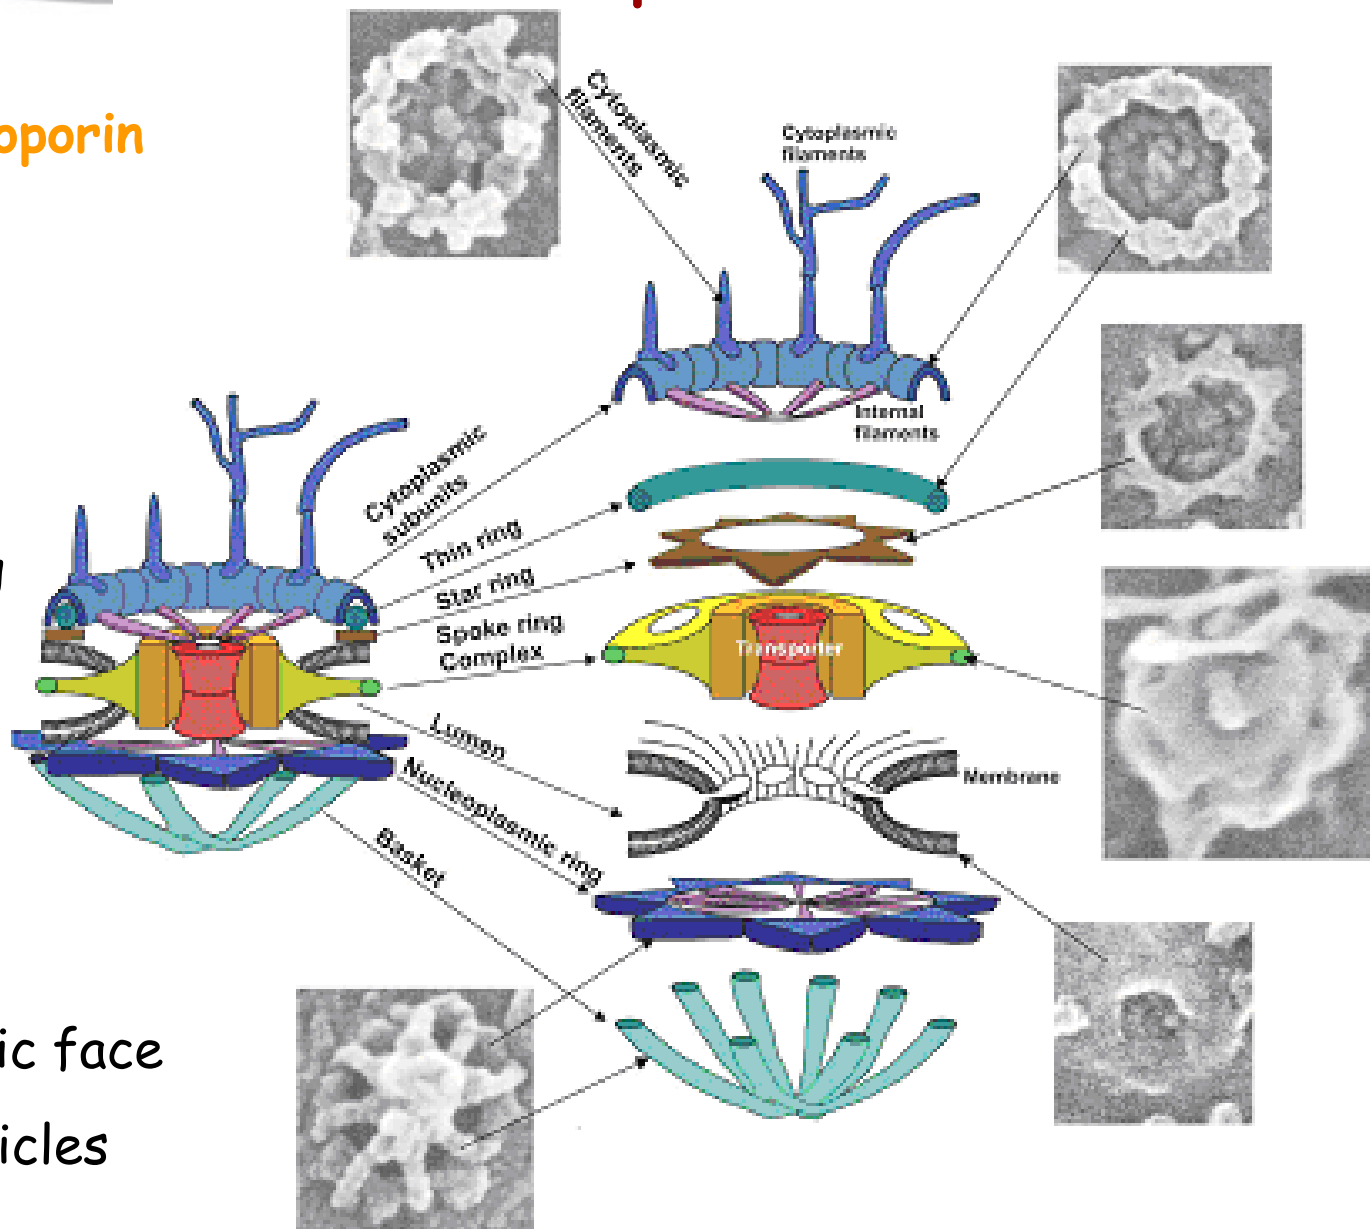 oporin
Cytoplasmic
filaments
Cytoplasmic
filaments
Internal
filaments
Cytoplasmic
subunits
Thin ring
Star ring
Spoke ring
Complex
Transporter
Lumen
Membrane
Nucleoplasmic ring
Basket
ic face
icles